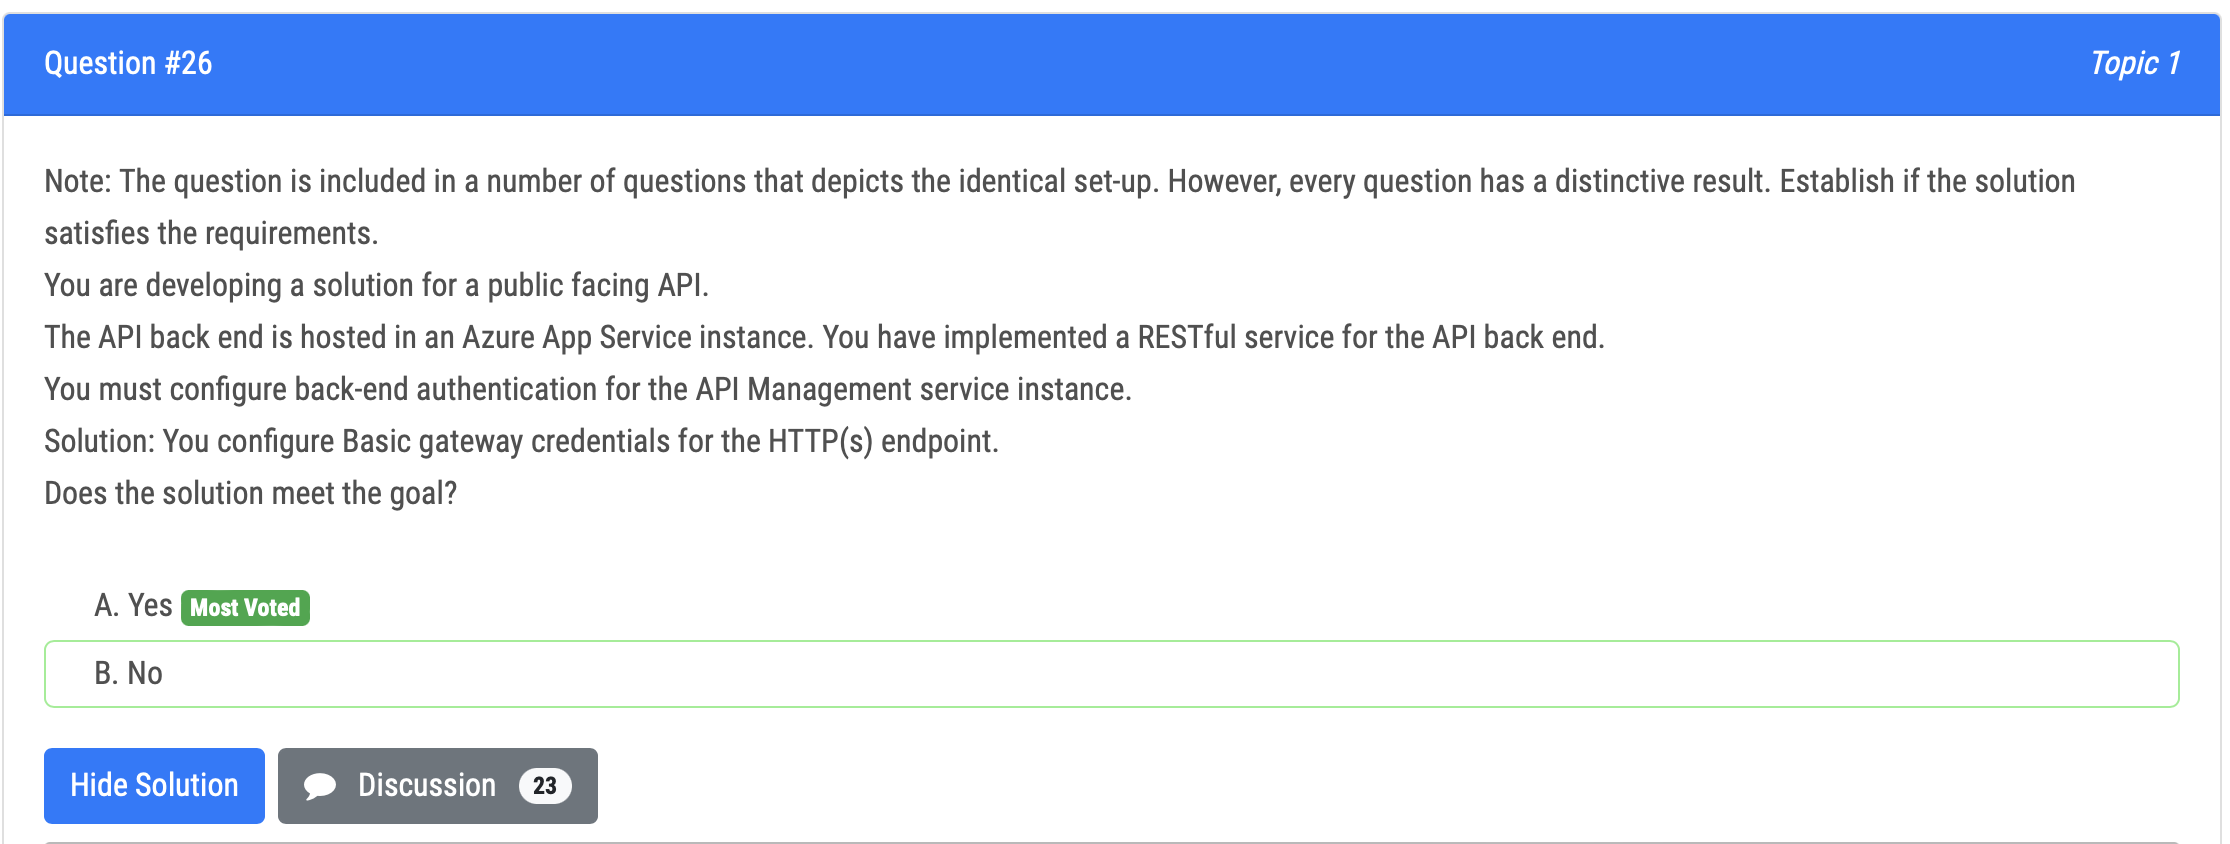 Question #26
Topic 1
Note: The question is included in a number of questions that depicts the identical set-up. However, every question has a distinctive result. Establish if the solution
satisfies the requirements.
You are developing a solution for a public facing API.
The API back end is hosted in an Azure App Service instance. You have implemented a RESTful service for the API back end.
You must configure back-end authentication for the API Management service instance.
Solution: You configure Basic gateway credentials for the HTTP(s) endpoint.
Does the solution meet the goal?
A. Yes Most Voted
B. No
Hide Solution
Discussion 23